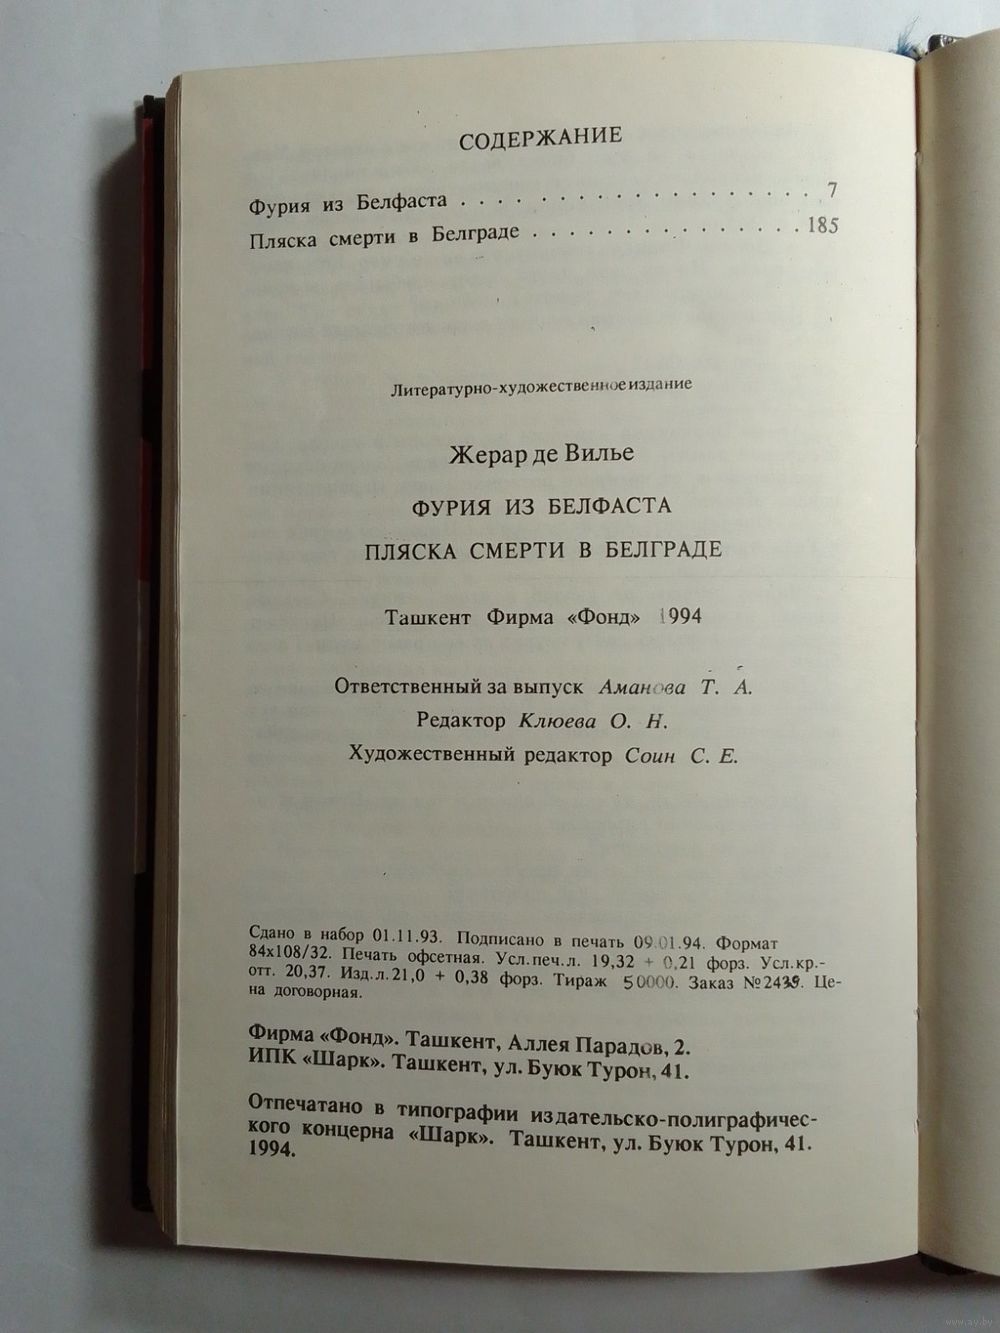 СОДЕРЖАНИЕ
Фурия из Белфаста . . . . . . . . . . . . . . . . . . . . 7
Пляска смерти в Белграде . . . . . . . . . . . . . . . 185
Литературно-художественное издание
Жерар де Вилье
ФУРИЯ ИЗ БЕЛФАСТА
ПЛЯСКА СМЕРТИ В БЕЛГРАДЕ
Ташкент Фирма «Фонд» 1994
Ответственный за выпуск Аманова Т. А.
Редактор Клюева О. Н.
Художественный редактор Соин С. Е.
Сдано в набор 01.11.93. Подписано в печать 09.01.94. Формат
84х108/32. Печать офсетная. Усл.печ.л. 19,32 + 0,21 форз. Усл.кр.-
отт. 20,37. Изд.л.21,0 + 0,38 форз. Тираж 50000. Заказ №2439. Це-
на договорная.
Фирма «Фонд». Ташкент, Аллея Парадов, 2.
ИПК «Шарк». Ташкент, ул. Буюк Турон, 41.
Отпечатано в типографии издательско-полиграфичес-
кого концерна «Шарк». Ташкент, ул. Буюк Турон, 41.
1994.
www.ay.by